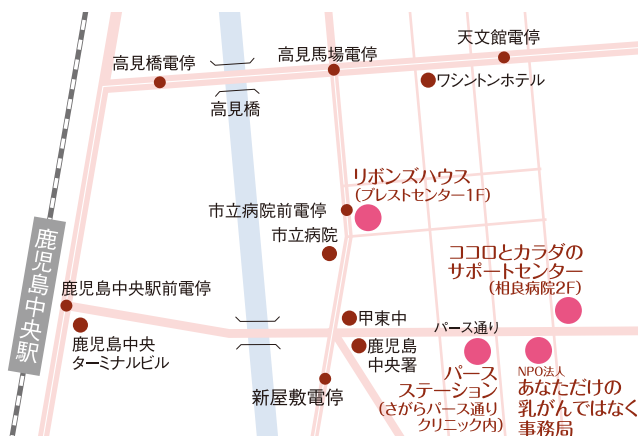 天文館電停
高見馬場電停
高見橋電停
ワシントンホテル
高見橋
リボンズハウス
(ブレストセンター1F)
市立病院前電停
市立病院
鹿児島中央駅
ココロとカラダの
サポートセンター
(相良病院2F)
鹿児島中央駅前電停
甲東中
パース通り
鹿児島中央
ターミナルビル
鹿児島
中央署
パース
ステーション
(さがらパース通り
クリニック内)
NPO法人
あなただけの
乳がんではなく
事務局
新屋敷電停